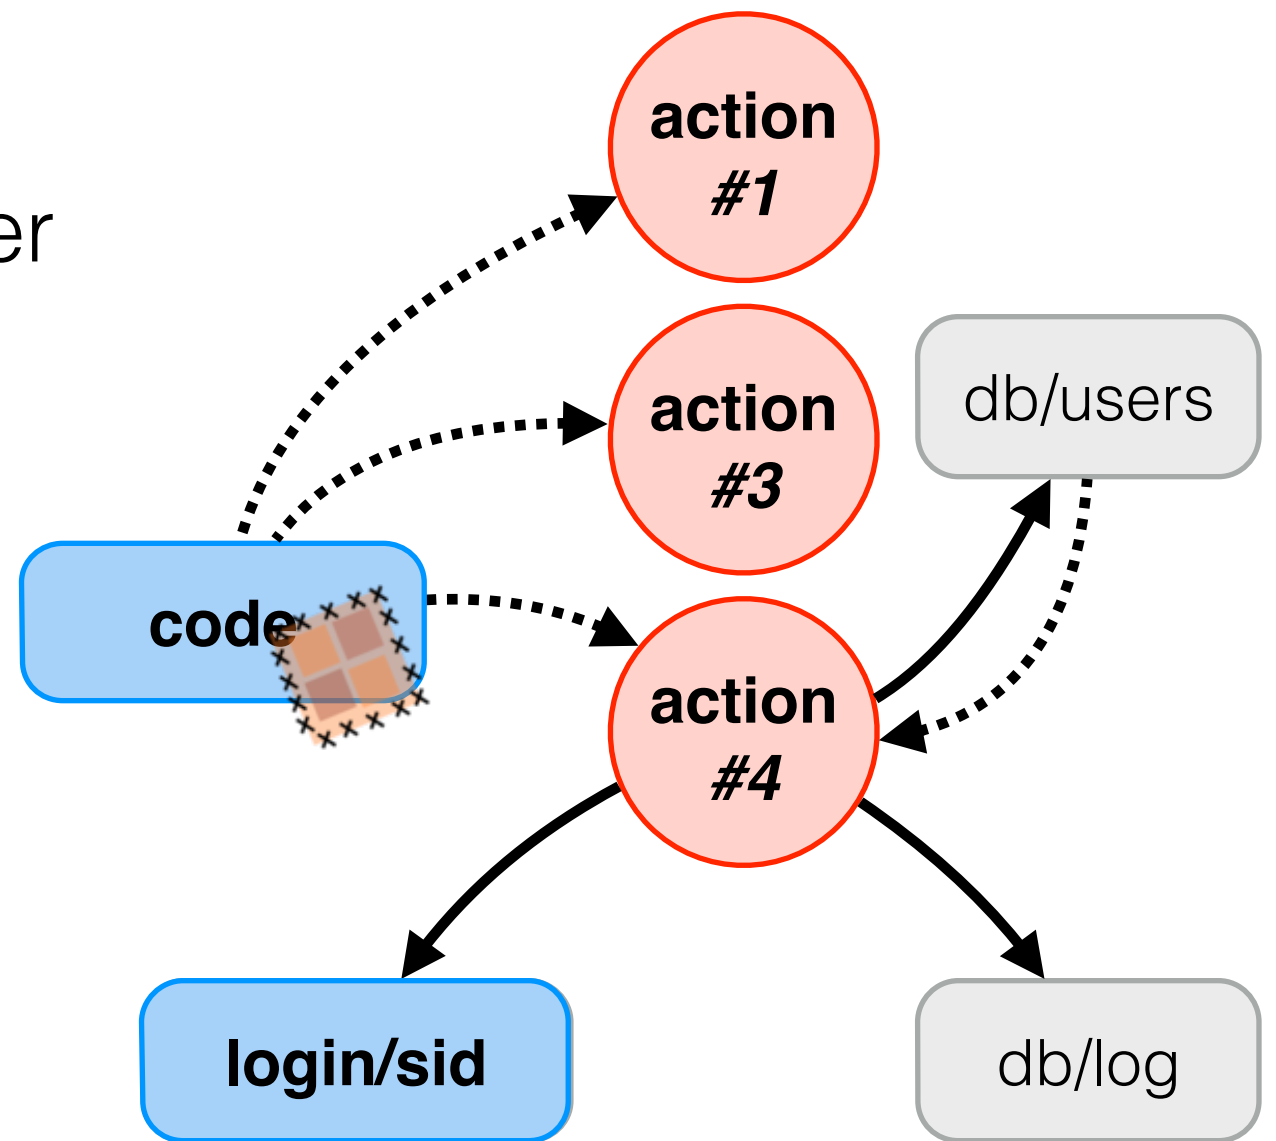 action
#1
er
action
#3
db/users
code
action
#4
login/sid
db/log